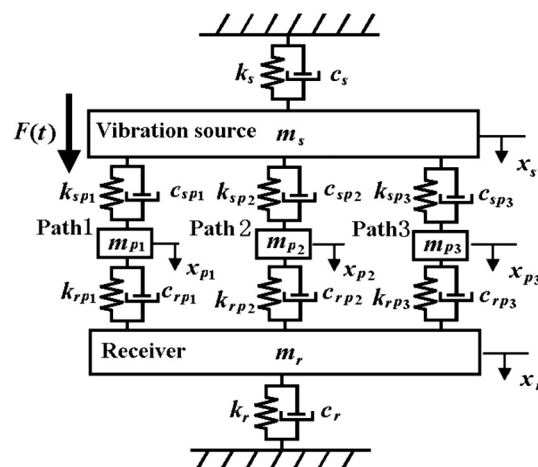 k_s c_s
F(t)
Vibration source m_s
x_s
k_sp1 c_sp1 k_sp2 c_sp2 k_sp3 c_sp3
Path1 Path 2 Path3
m_p1 m_p2 m_p3
x_p1 x_p2 x_p3
k_rp1 c_rp1 k_rp2 c_rp2 k_rp3 c_rp3
Receiver m_r
k_r c_r